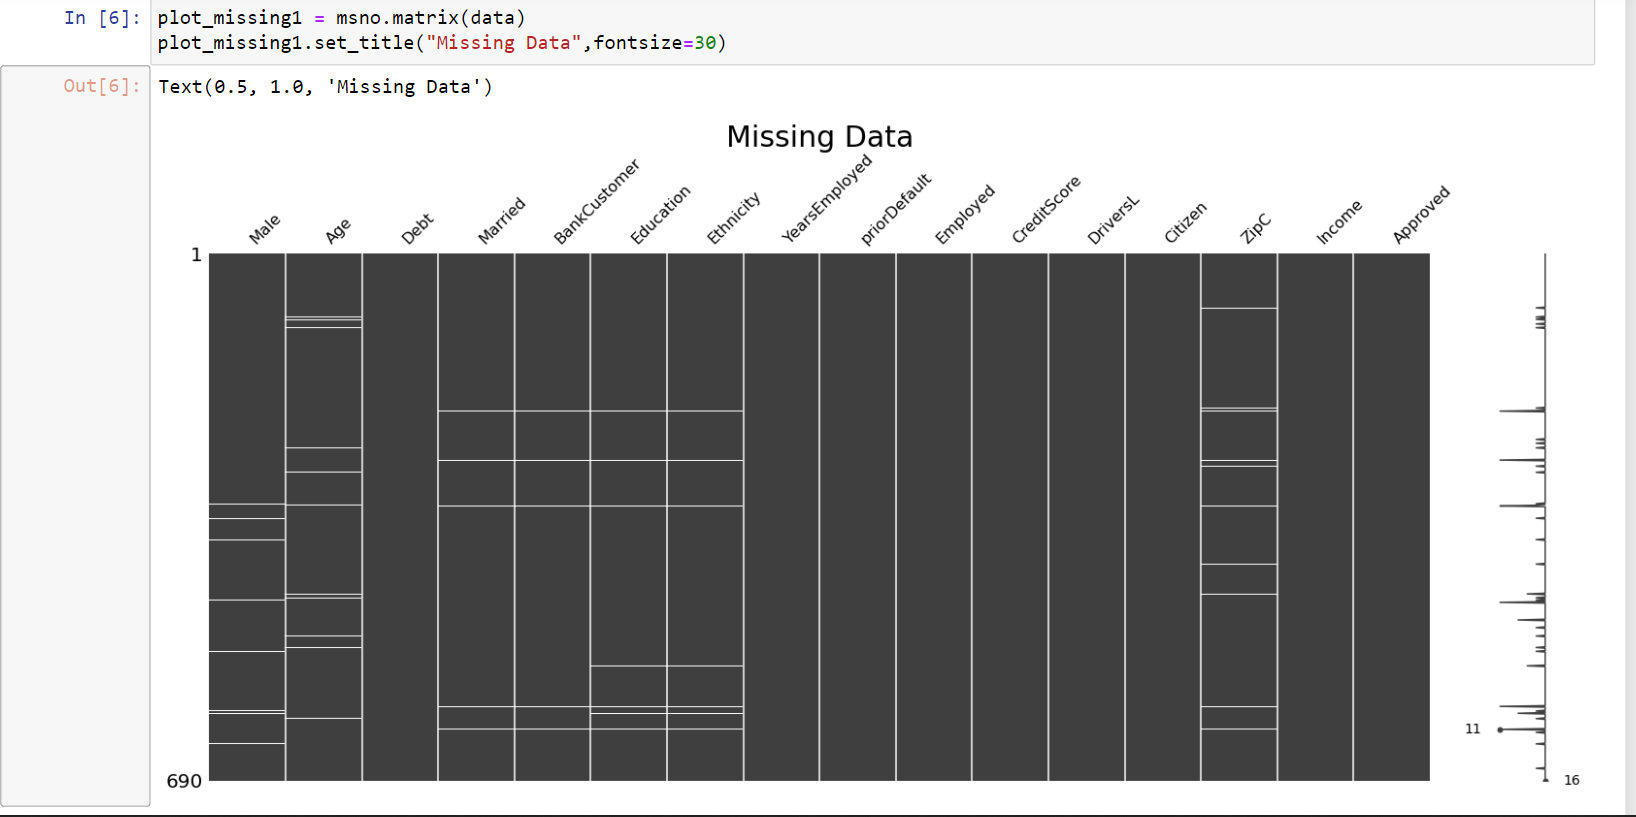 In [6]: plot_missing1 = msno.matrix(data)
plot_missing1.set_title("Missing Data",fontsize=30)
Out[6]: Text(0.5, 1.0, 'Missing Data')
Missing Data
Male Age Debt Married BankCustomer Education Ethnicity YearsEmployed priorDefault Employed CreditScore DriversL Citizen ZipC Income Approved
1
11
690 16